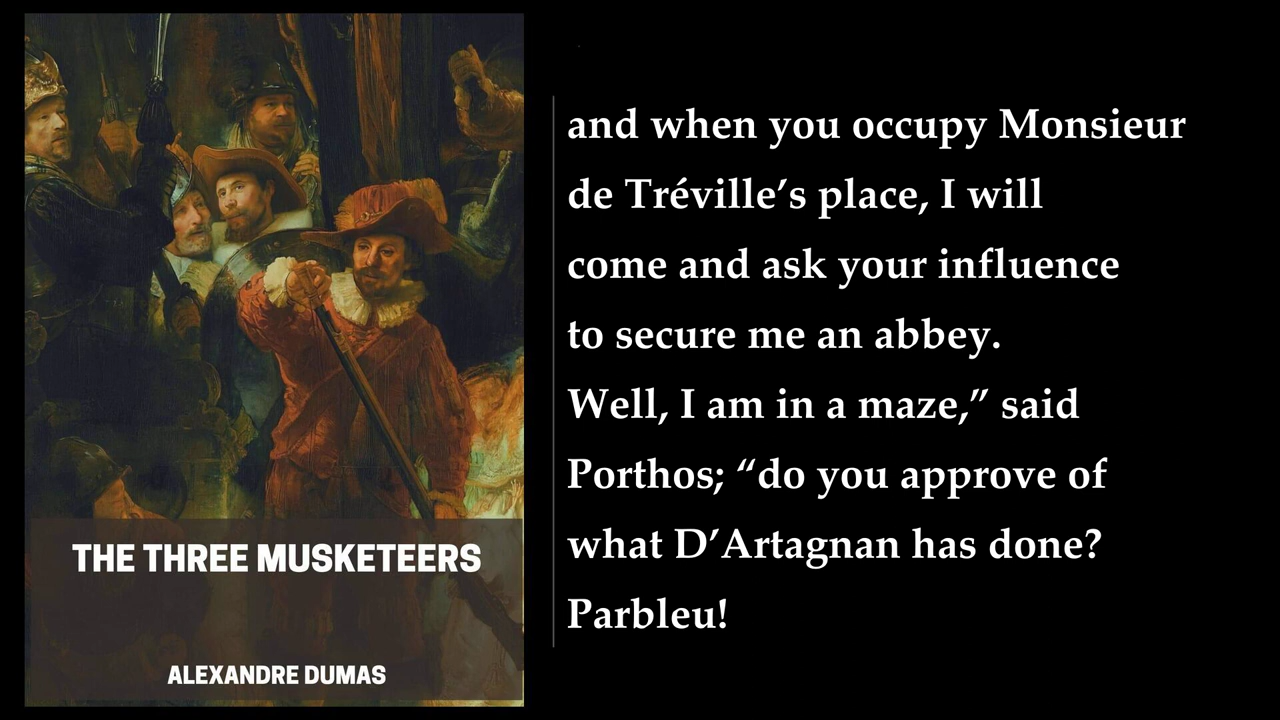 THE THREE MUSKETEERS
ALEXANDRE DUMAS
and when you occupy Monsieur
de Tréville’s place, I will
come and ask your influence
to secure me an abbey.
Well, I am in a maze,” said
Porthos; “do you approve of
what D’Artagnan has done?
Parbleu!